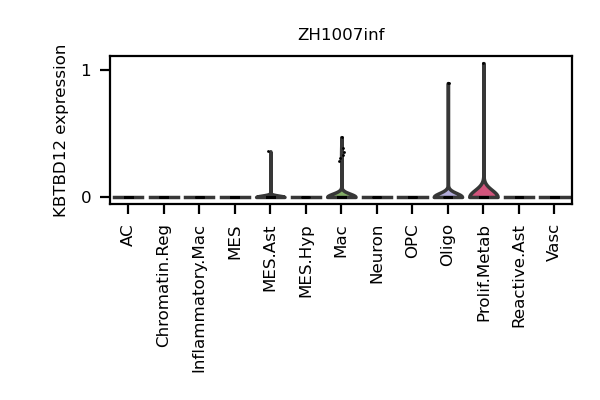 ZH1007inf
KBTBD12 expression
1
0
AC
Chromatin.Reg
Inflammatory.Mac
MES
MES.Ast
MES.Hyp
Mac
Neuron
OPC
Oligo
Prolif.Metab
Reactive.Ast
Vasc